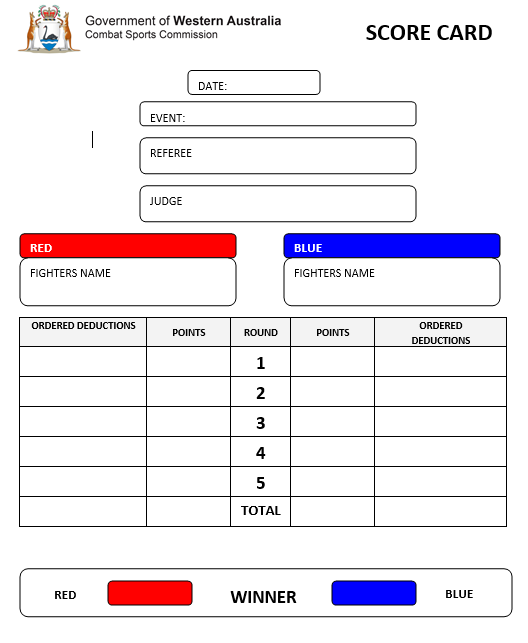 Government of Western Australia
Combat Sports Commission
SCORE CARD
DATE:
EVENT:
REFEREE
JUDGE
RED
BLUE
FIGHTERS NAME
FIGHTERS NAME
ORDERED DEDUCTIONS
POINTS
ROUND
POINTS
ORDERED
DEDUCTIONS
1
2
3
4
5
TOTAL
RED
WINNER
BLUE